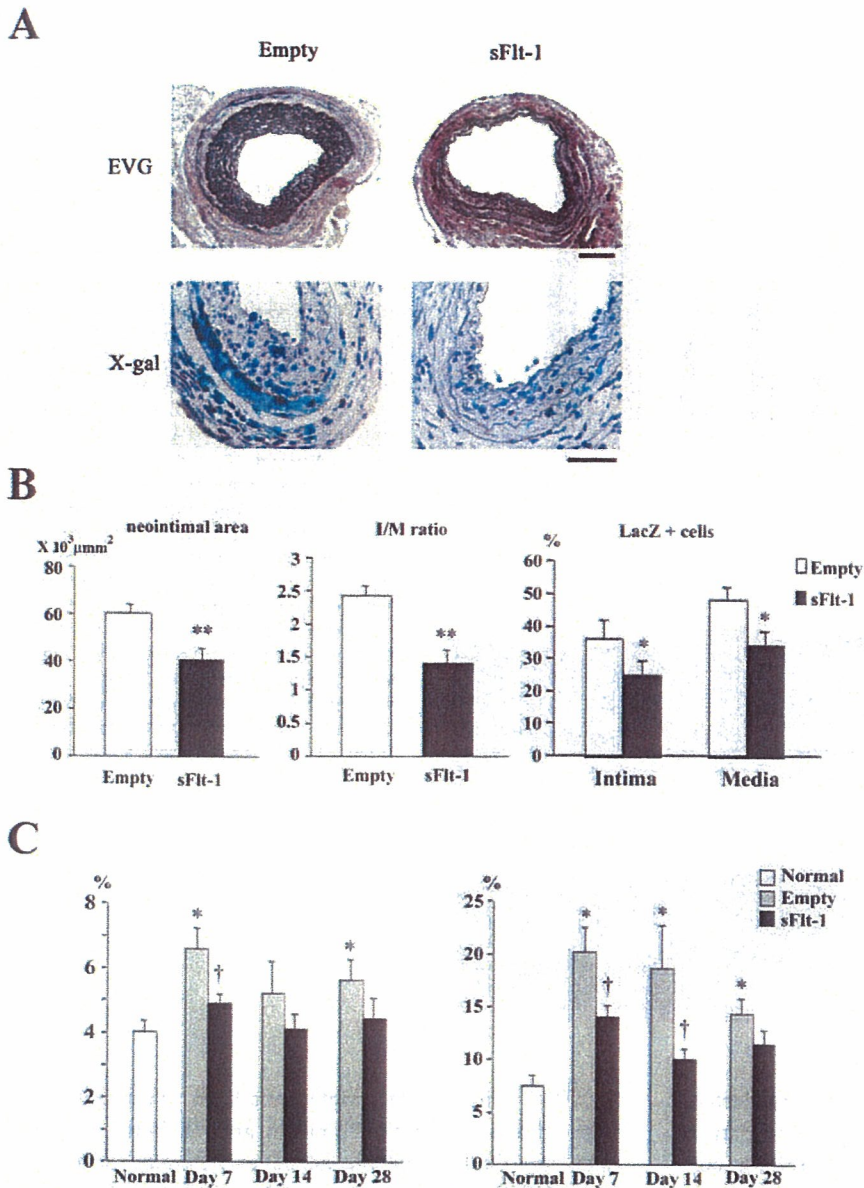 A
Empty sFlt-1
EVG
X-gal
B
neointimal area
X 10³μmm²
80
60
40
20
0
**
Empty sFlt-1
I/M ratio
3
2.5
2
1.5
1
0.5
0
**
Empty sFlt-1
LacZ + cells
%
60
50
40
30
20
10
0
* *
Intima Media
Empty
sFlt-1
C
%
8
6
4
2
0
* † *
Normal Day 7 Day 14 Day 28
%
25
20
15
10
5
0
* † * † *
Normal Day 7 Day 14 Day 28
Normal
Empty
sFlt-1